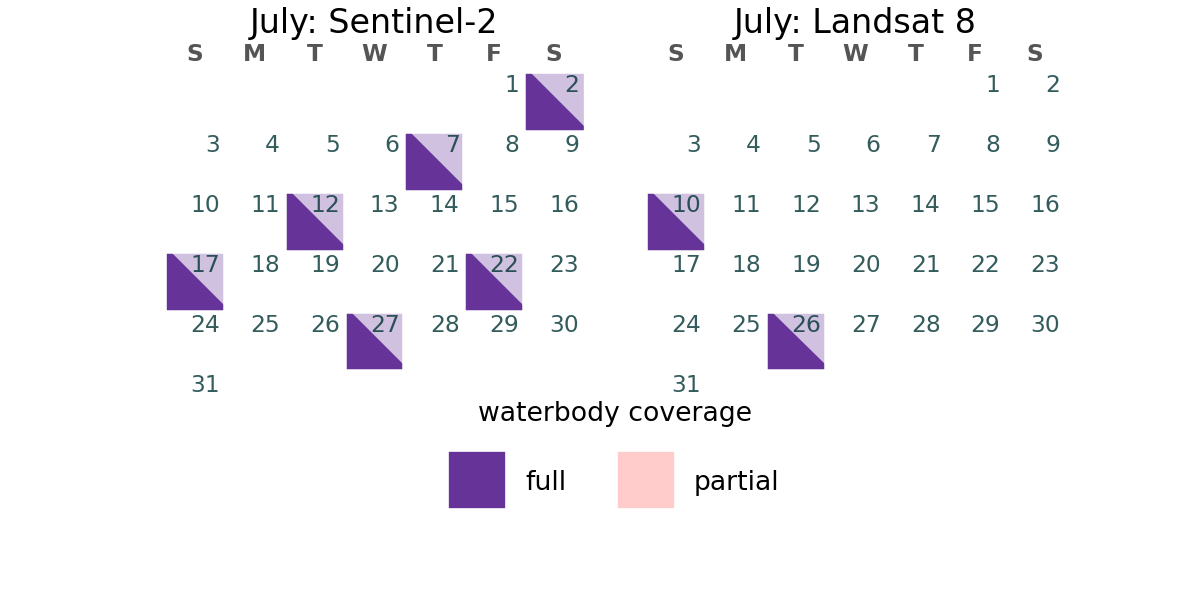 July: Sentinel-2
S M T W T F S
1 2
3 4 5 6 7 8 9
10 11 12 13 14 15 16
17 18 19 20 21 22 23
24 25 26 27 28 29 30
31
July: Landsat 8
S M T W T F S
1 2
3 4 5 6 7 8 9
10 11 12 13 14 15 16
17 18 19 20 21 22 23
24 25 26 27 28 29 30
31
waterbody coverage
full partial